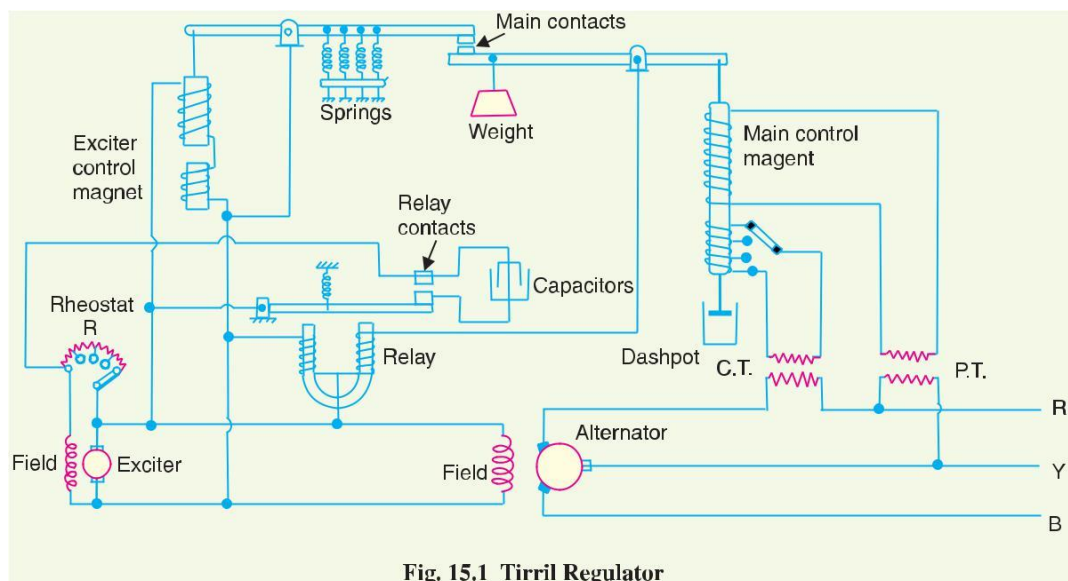 Main contacts
Springs
Weight
Exciter
control
magnet
Main control
magent
Relay
contacts
Capacitors
Rheostat
R
Relay
Dashpot
C.T.
P.T.
R
Alternator
Field
Exciter
Field
Y
B
Fig. 15.1 Tirril Regulator